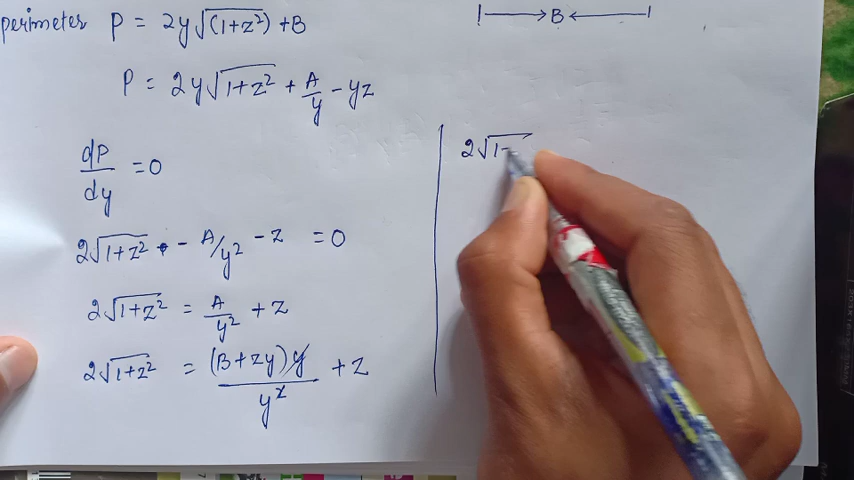 perimeter P = 2y√(1+z²) + B
|→B←|
P = 2y√1+z² + A/y - yz
dP/dy = 0
2√1+z² - A/y² - z = 0
2√1+z² = A/y² + z
2√1+z² = (B+zy)y/y² + z
2√1